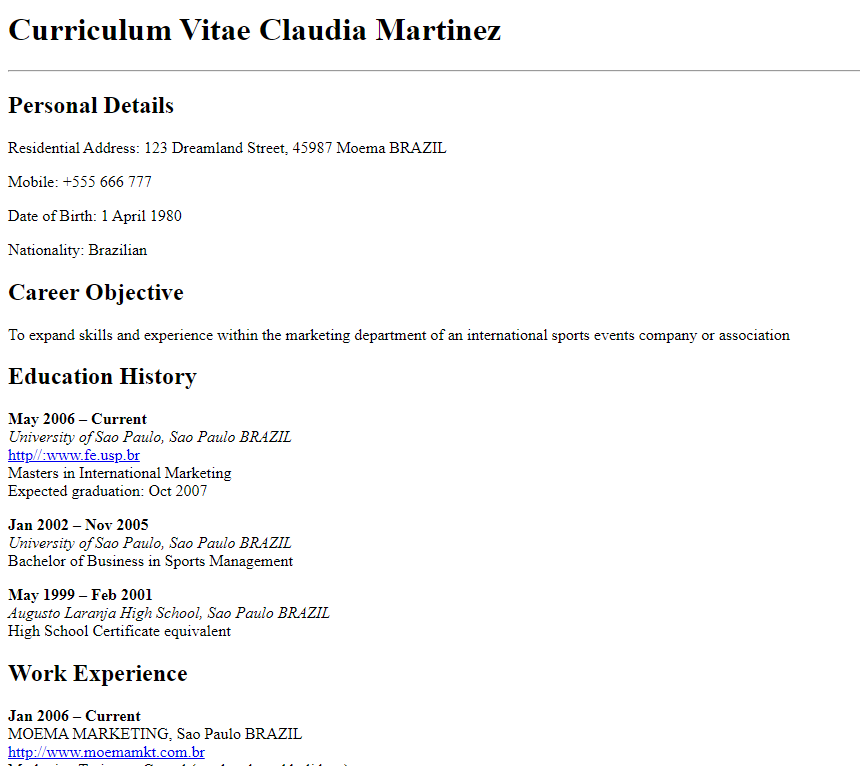 Curriculum Vitae Claudia Martinez
Personal Details
Residential Address: 123 Dreamland Street, 45987 Moema BRAZIL
Mobile: +555 666 777
Date of Birth: 1 April 1980
Nationality: Brazilian
Career Objective
To expand skills and experience within the marketing department of an international sports events company or association
Education History
May 2006 – Current
University of Sao Paulo, Sao Paulo BRAZIL
http//:www.fe.usp.br
Masters in International Marketing
Expected graduation: Oct 2007
Jan 2002 – Nov 2005
University of Sao Paulo, Sao Paulo BRAZIL
Bachelor of Business in Sports Management
May 1999 – Feb 2001
Augusto Laranja High School, Sao Paulo BRAZIL
High School Certificate equivalent
Work Experience
Jan 2006 – Current
MOEMA MARKETING, Sao Paulo BRAZIL
http://www.moemamkt.com.br